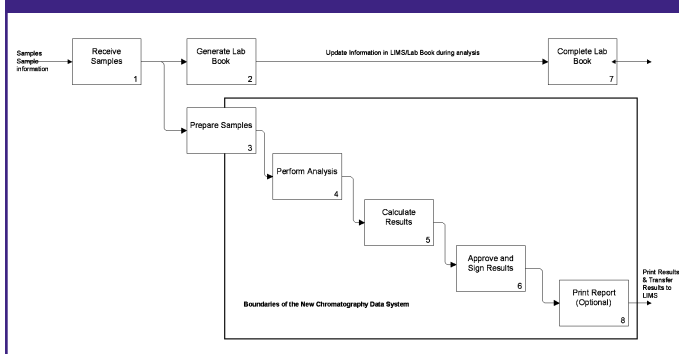 Samples
Sample
information
Receive
Samples
1
Generate Lab
Book
2
Update Information in LIMS/Lab Book during analysis
Complete Lab
Book
7
Prepare Samples
3
Perform Analysis
4
Calculate
Results
5
Approve and
Sign Results
6
Print Report
(Optional)
8
Print Results
& Transfer
Results to
LIMS
Boundaries of the New Chromatography Data System